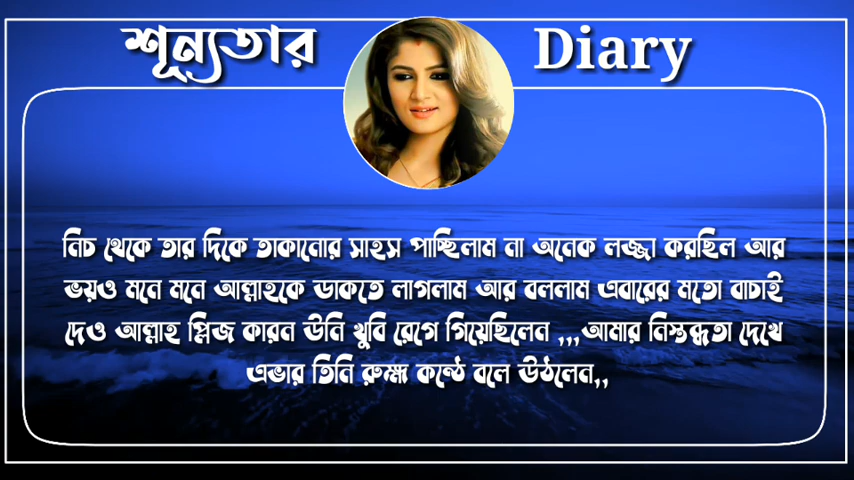 শূন্যতার Diary
নিচ থেকে তার দিকে তাকানোর সাহস পাচ্ছিলাম না অনেক লজ্জা করছিল আর
ভয়ও মনে মনে আল্লাহকে ডাকতে লাগলাম আর বললাম এবারের মতো বাচাই
দেও আল্লাহ প্লিজ কারন উনি খুবি রেগে গিয়েছিলেন ,,,আমার নিস্তব্ধতা দেখে
এভার তিনি রুহ্ম কন্ঠে বলে উঠলেন,,